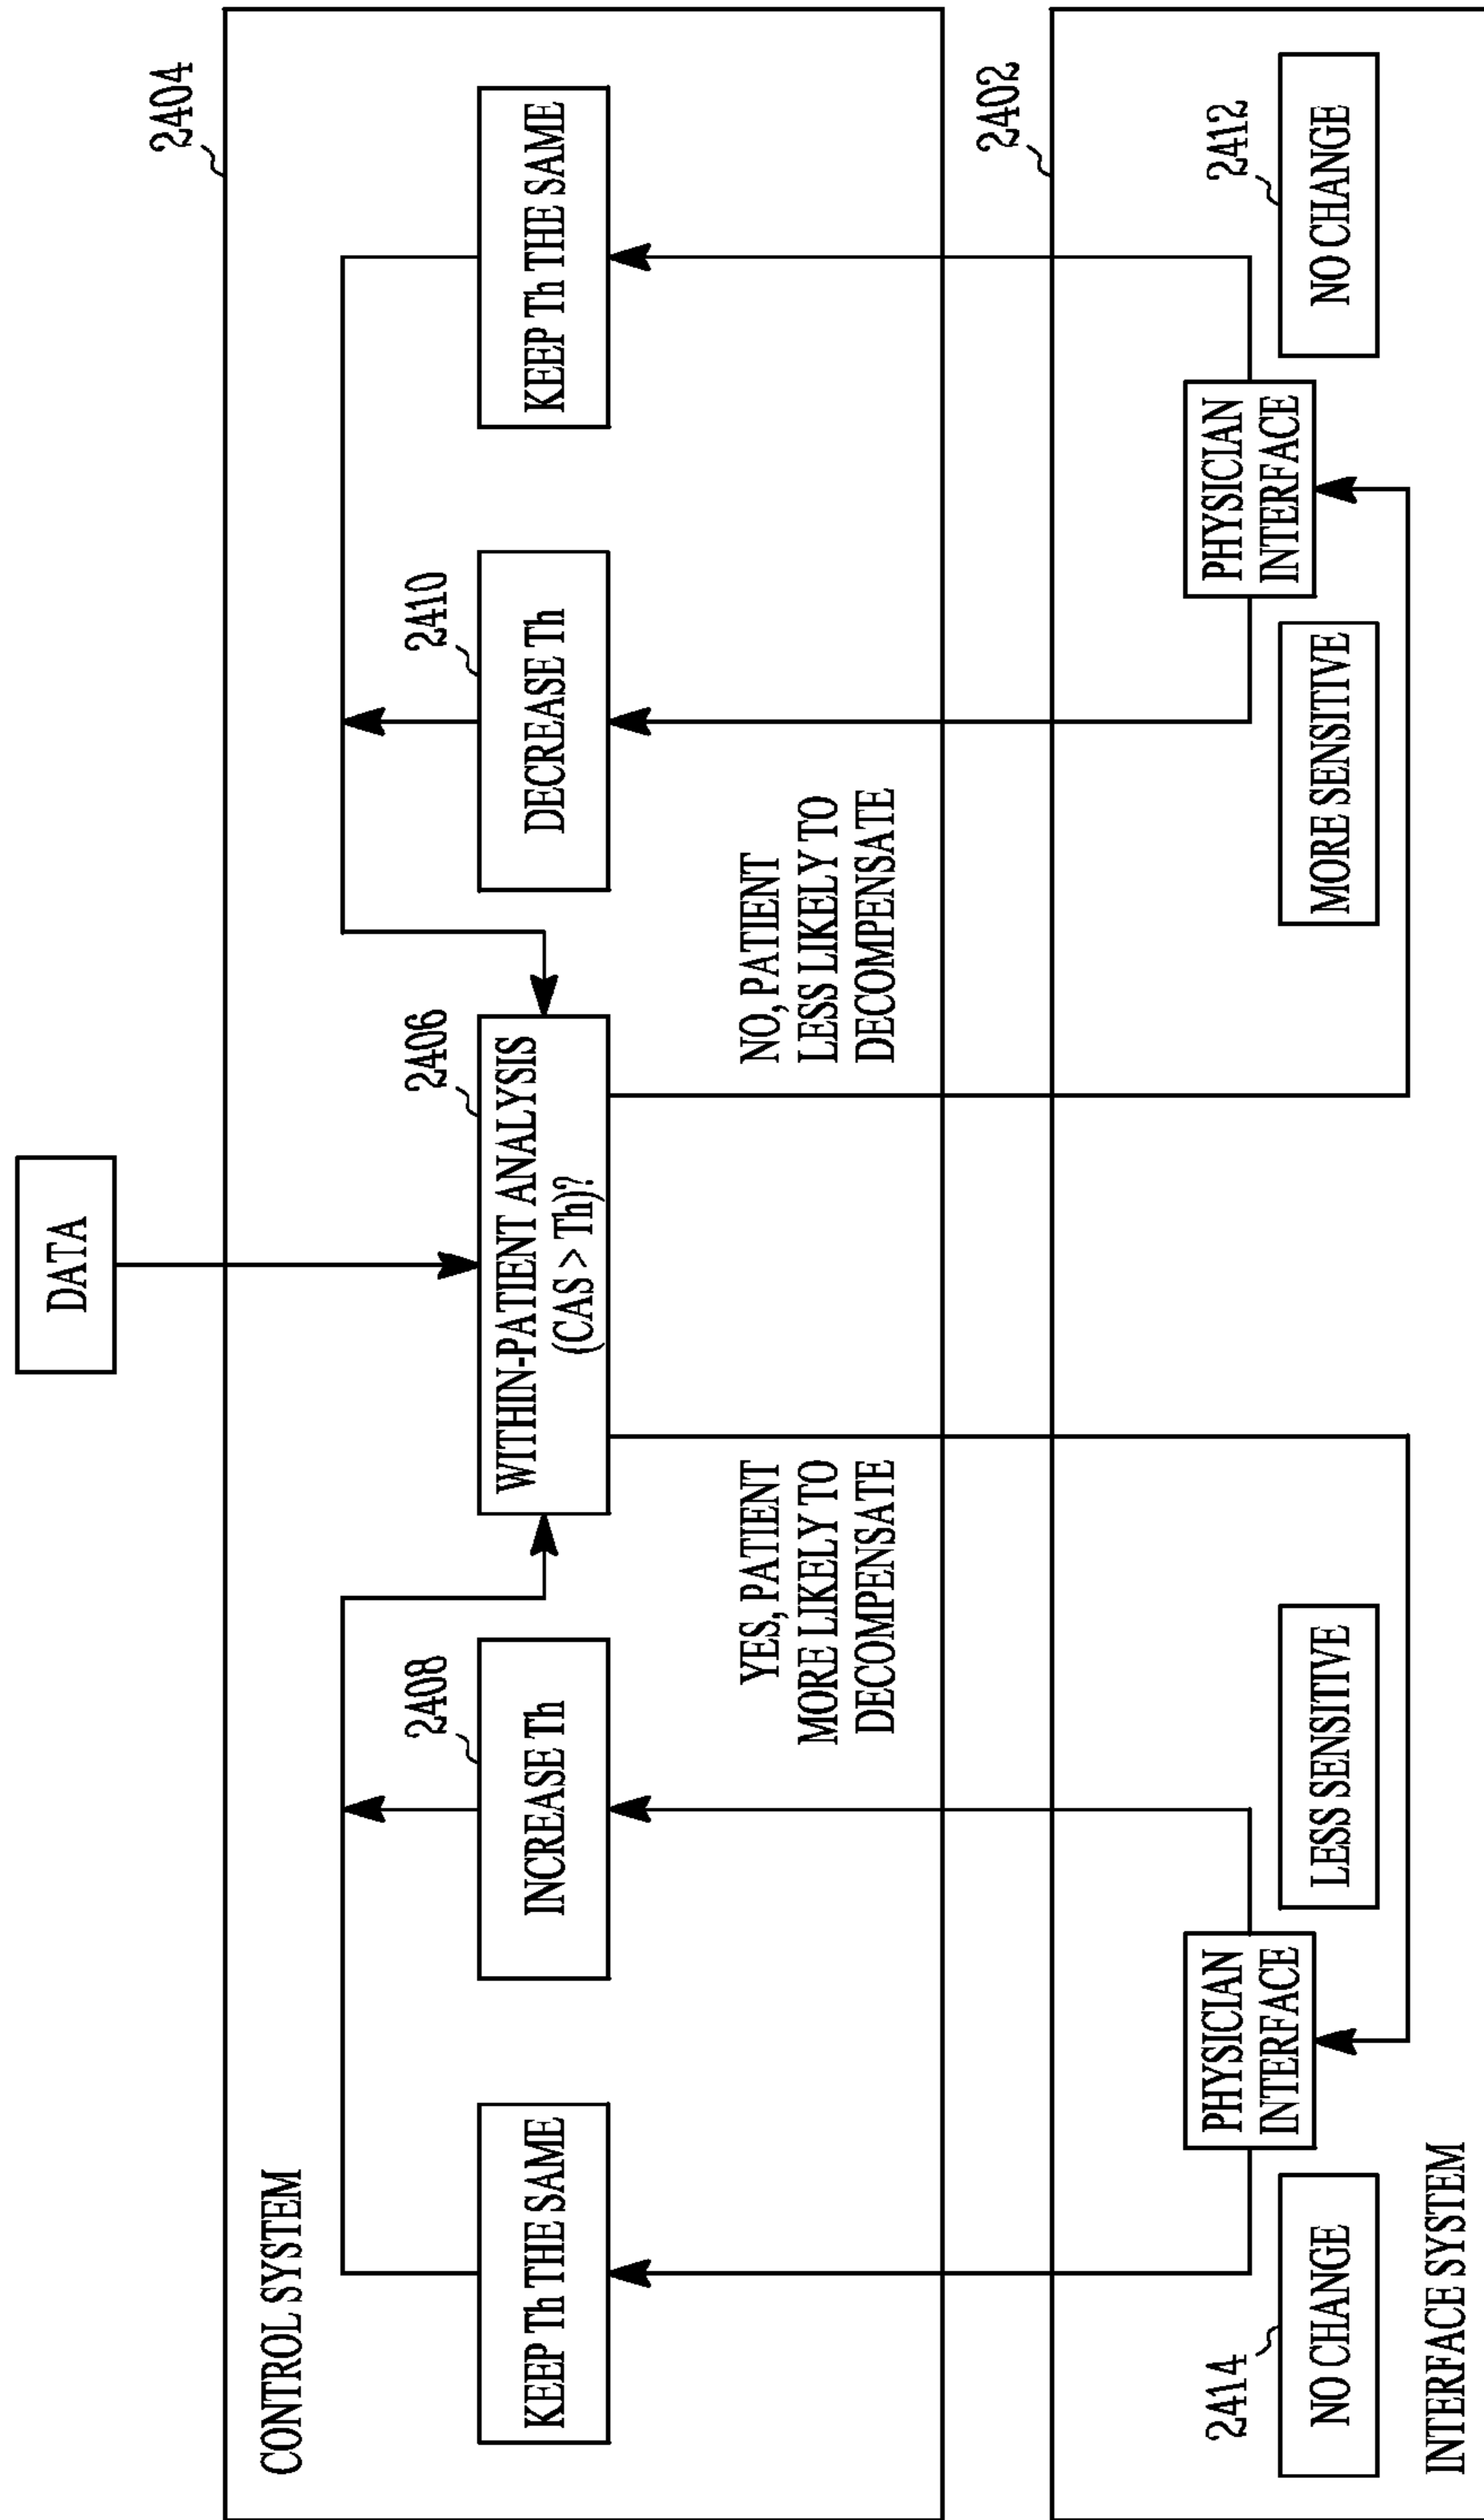 DATA
2404
CONTROL SYSTEM
KEEP Th THE SAME
2408
INCREASE Th
2406
WITHIN-PATIENT ANALYSIS
(CAS > Th)?
2410
DECREASE Th
KEEP Th THE SAME
YES, PATIENT
MORE LIKELY TO
DECOMPENSATE
NO, PATIENT
LESS LIKELY TO
DECOMPENSATE
2402
PHYSICIAN
INTERFACE
PHYSICIAN
INTERFACE
2414
NO CHANGE
LESS SENSITIVE
MORE SENSITIVE
2412
NO CHANGE
INTERFACE SYSTEM